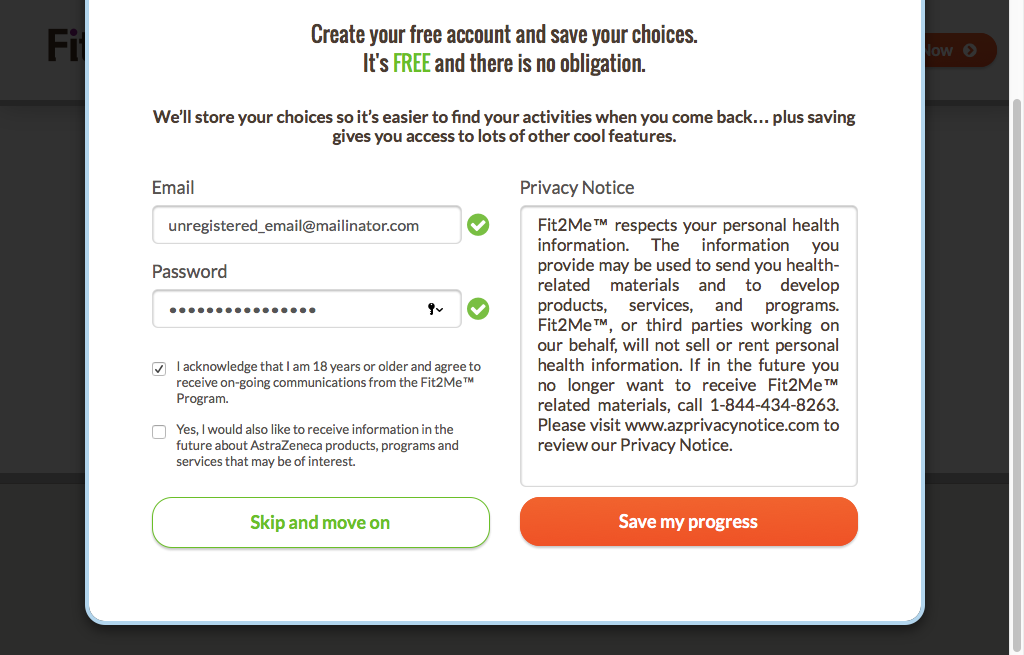 Fit
Now
Create your free account and save your choices.
It's FREE and there is no obligation.
We'll store your choices so it's easier to find your activities when you come back... plus saving
gives you access to lots of other cool features.
Email
unregistered_email@mailinator.com
Password
••••••••••••••••
I acknowledge that I am 18 years or older and agree to
receive on-going communications from the Fit2Me™
Program.
Yes, I would also like to receive information in the
future about AstraZeneca products, programs and
services that may be of interest.
Skip and move on
Privacy Notice
Fit2Me™ respects your personal health
information. The information you
provide may be used to send you health-
related materials and to develop
products, services, and programs.
Fit2Me™, or third parties working on
our behalf, will not sell or rent personal
health information. If in the future you
no longer want to receive Fit2Me™
related materials, call 1-844-434-8263.
Please visit www.azprivacynotice.com to
review our Privacy Notice.
Save my progress